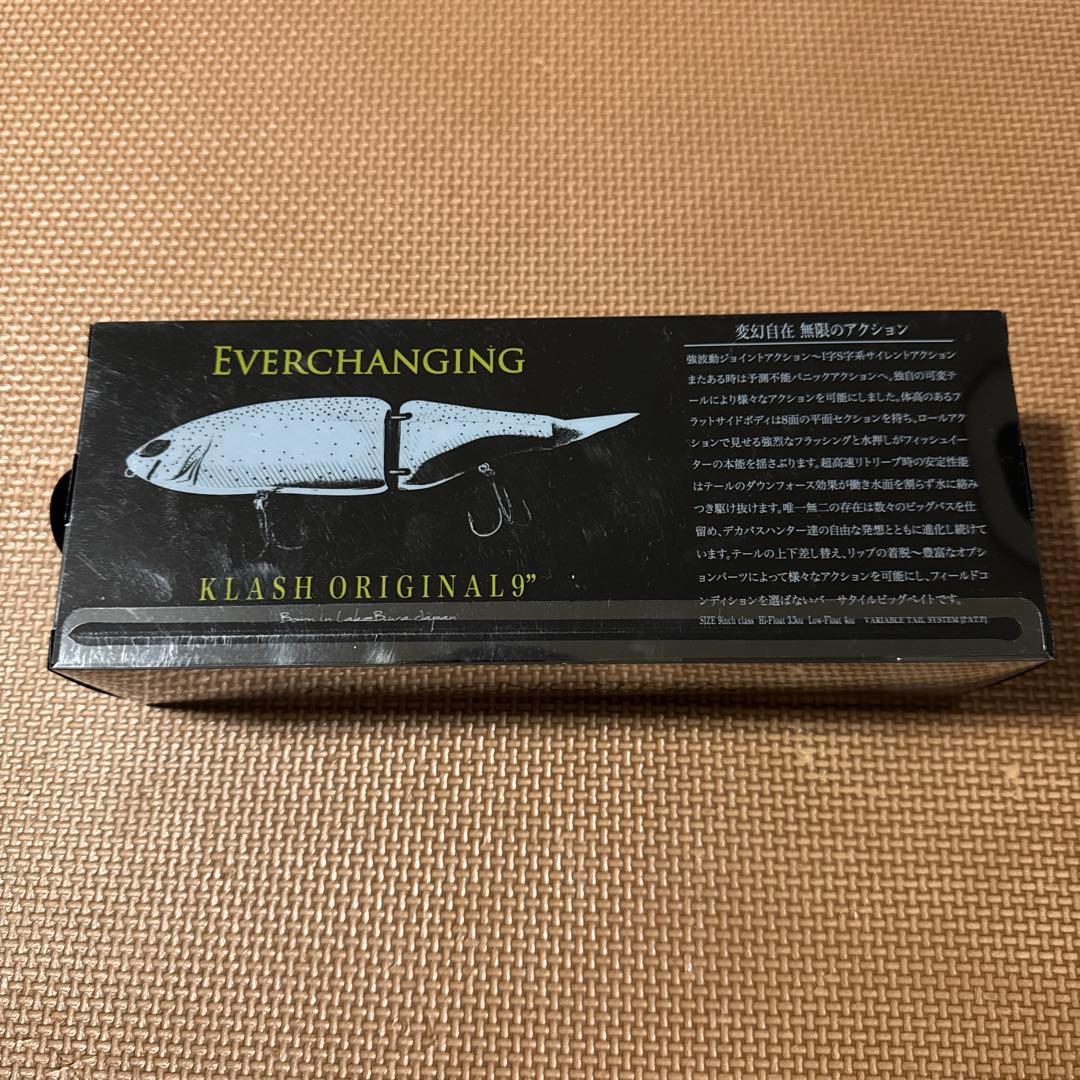 EVERCHANGING
KLASH ORIGINAL 9”
Born in Lake Biwa Japan
変幻自在 無限のアクション
強波動ジョイントアクション〜I字S字系サイレントアクション
またある時は予測不能パニックアクションへ。独自の可変テ
ールにより様々なアクションを可能にしました。体高のあるフ
ラットサイドボディは8面の平面セクションを持ち、ロールアク
ションで見せる強烈なフラッシングと水押しがフィッシュイー
ターの本能を揺さぶります。超高速リトリーブ時の安定性能
はテールのダウンフォース効果が働き水面を割らず水に絡み
つき駆け抜けます。唯一無二の存在は数々のビッグバスを仕
留め、デカバスハンター達の自由な発想とともに進化し続けて
います。テールの上下差し替え、リップの着脱〜豊富なオプシ
ョンパーツによって様々なアクションを可能にし、フィールドコ
ンディションを選ばないバーサタイルビッグベイトです。
SIZE 9inch class Hi-Float 3.3oz Low-Float 4oz VARIABLE TAIL SYSTEM [P.AT.P]